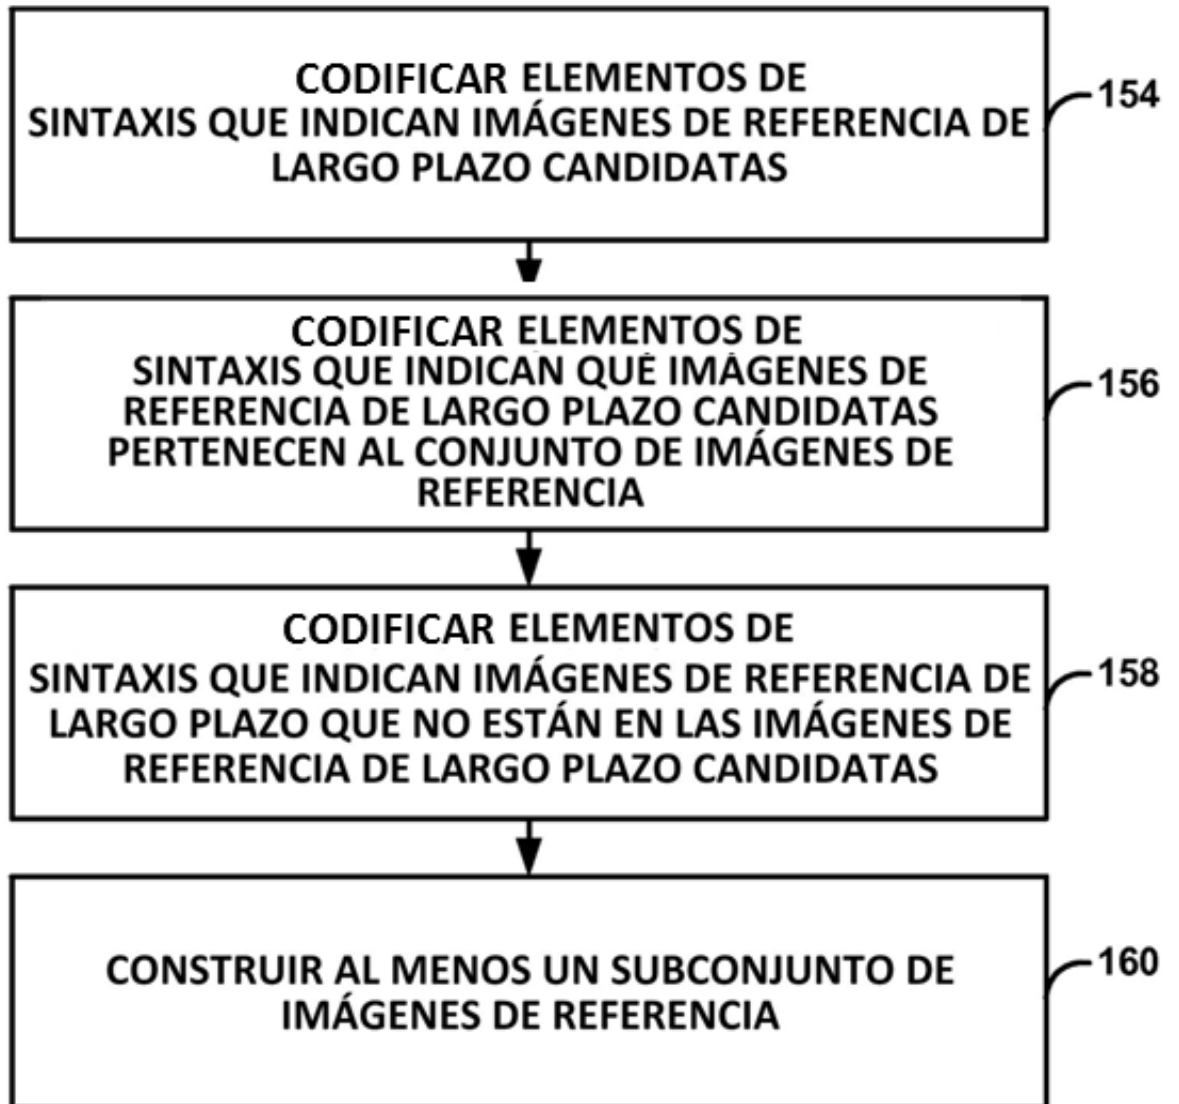 CODIFICAR ELEMENTOS DE
SINTAXIS QUE INDICAN IMÁGENES DE REFERENCIA DE
LARGO PLAZO CANDIDATAS
154
CODIFICAR ELEMENTOS DE
SINTAXIS QUE INDICAN QUÉ IMÁGENES DE
REFERENCIA DE LARGO PLAZO CANDIDATAS
PERTENECEN AL CONJUNTO DE IMÁGENES DE
REFERENCIA
156
CODIFICAR ELEMENTOS DE
SINTAXIS QUE INDICAN IMÁGENES DE REFERENCIA DE
LARGO PLAZO QUE NO ESTÁN EN LAS IMÁGENES DE
REFERENCIA DE LARGO PLAZO CANDIDATAS
158
CONSTRUIR AL MENOS UN SUBCONJUNTO DE
IMÁGENES DE REFERENCIA
160